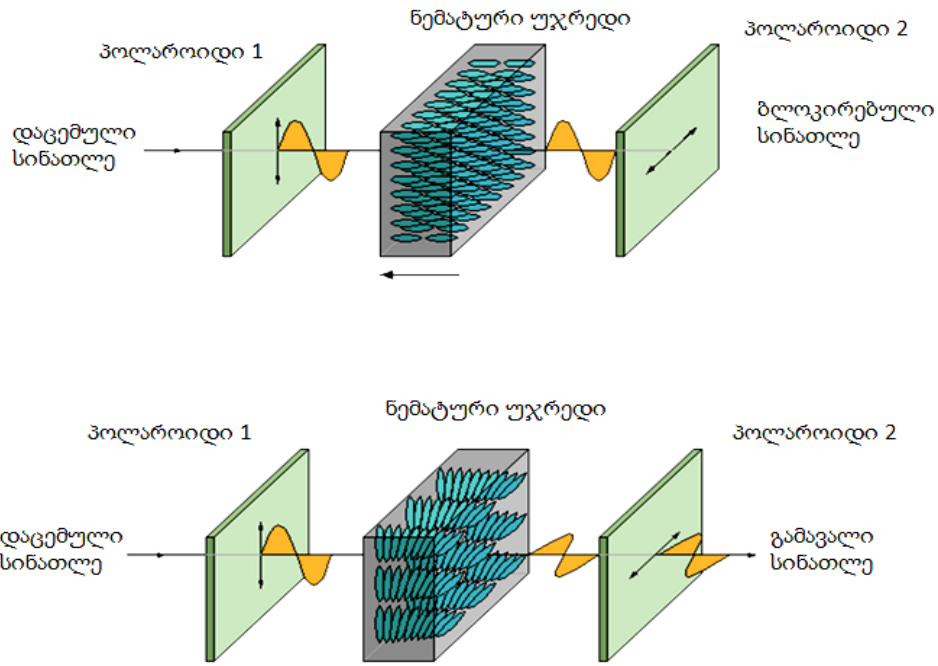 ნემატური უჯრედი
პოლაროიდი 1
პოლაროიდი 2
დაცემული
სინათლე
ბლოკირებული
სინათლე
ნემატური უჯრედი
პოლაროიდი 1
პოლაროიდი 2
დაცემული
სინათლე
გამავალი
სინათლე